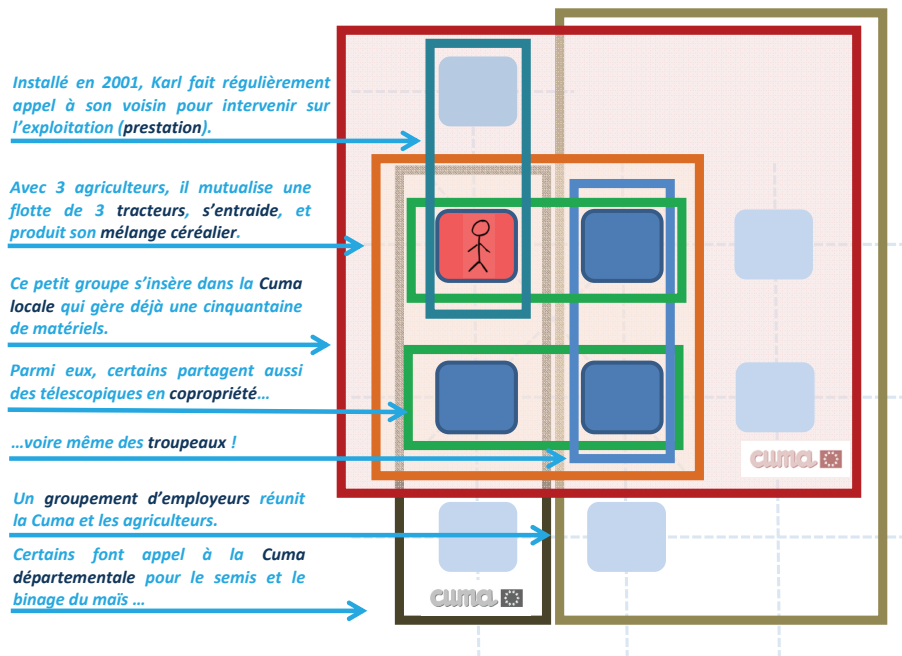 Installé en 2001, Karl fait régulièrement
appel à son voisin pour intervenir sur
l'exploitation (prestation).
Avec 3 agriculteurs, il mutualise une
flotte de 3 tracteurs, s'entraide, et
produit son mélange céréalier.
Ce petit groupe s'insère dans la Cuma
locale qui gère déjà une cinquantaine
de matériels.
Parmi eux, certains partagent aussi
des télescopiques en copropriété…
…voire même des troupeaux !
Un groupement d'employeurs réunit
la Cuma et les agriculteurs.
Certains font appel à la Cuma
départementale pour le semis et le
binage du maïs …
cuma
cuma